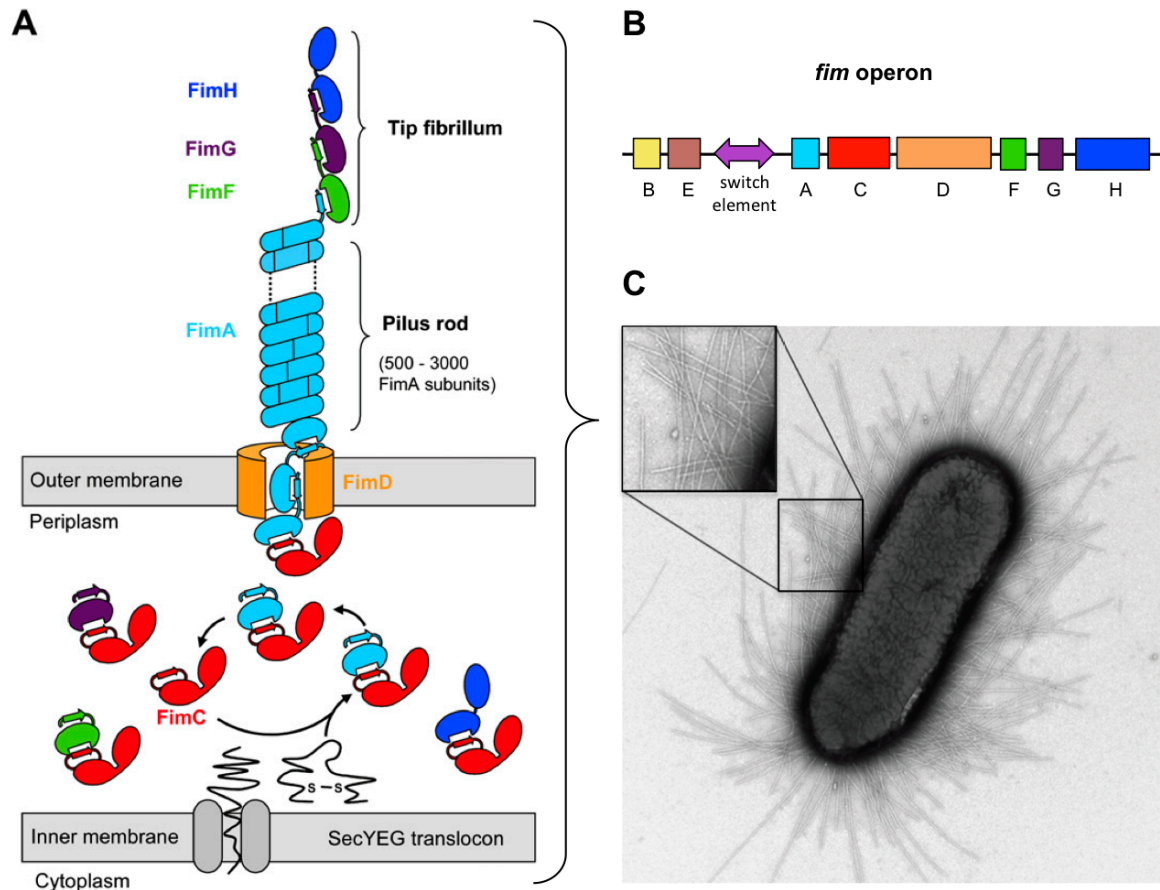 A
FimH
FimG
FimF
Tip fibrillum
FimA
Pilus rod
(500 - 3000
FimA subunits)
Outer membrane
FimD
Periplasm
FimC
S – S
Inner membrane
SecYEG translocon
Cytoplasm
B
fim operon
B
E
switch
element
A
C
D
F
G
H
C